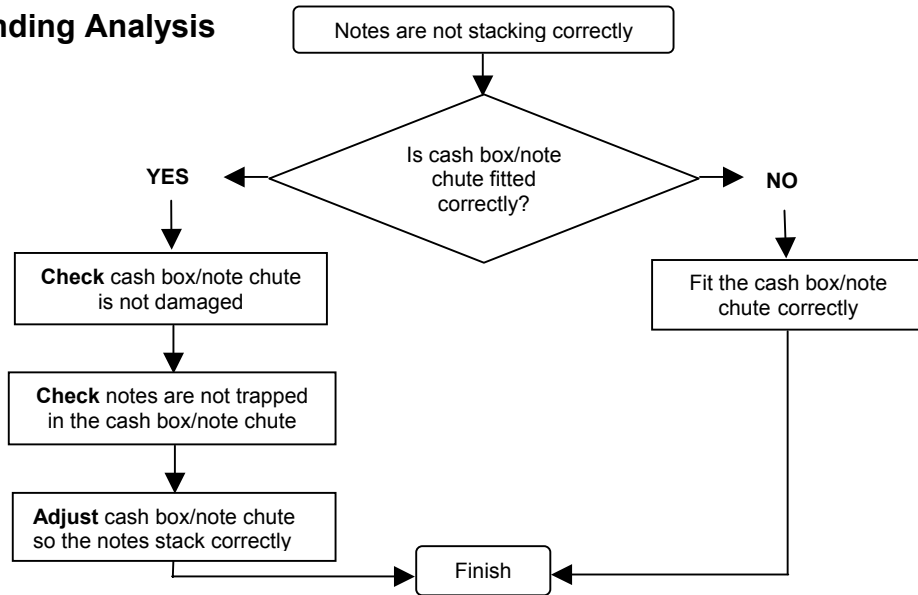 nding Analysis
Notes are not stacking correctly
Is cash box/note
chute fitted
correctly?
YES
NO
Check cash box/note chute
is not damaged
Fit the cash box/note
chute correctly
Check notes are not trapped
in the cash box/note chute
Adjust cash box/note chute
so the notes stack correctly
Finish